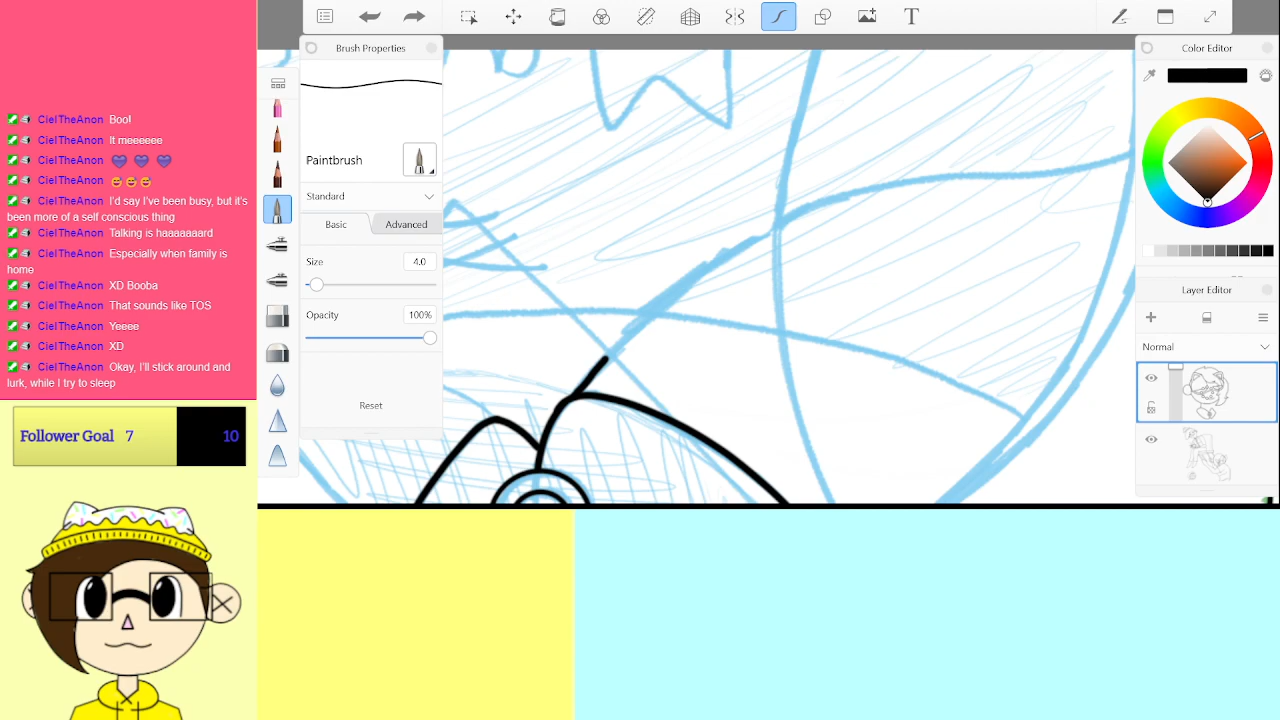 CielTheAnon Boo!
CielTheAnon It meeeeee
CielTheAnon
CielTheAnon
CielTheAnon I'd say I've been busy, but it's
been more of a self conscious thing
CielTheAnon Talking is haaaaaard
CielTheAnon Especially when family is
home
CielTheAnon XD Booba
CielTheAnon That sounds like TOS
CielTheAnon Yeeee
CielTheAnon XD
CielTheAnon Okay, I'll stick around and
lurk, while I try to sleep
Follower Goal 7 10
T
Brush Properties
Paintbrush
Standard
Basic Advanced
Size 4.0
Opacity 100%
Reset
Color Editor
Layer Editor
Normal